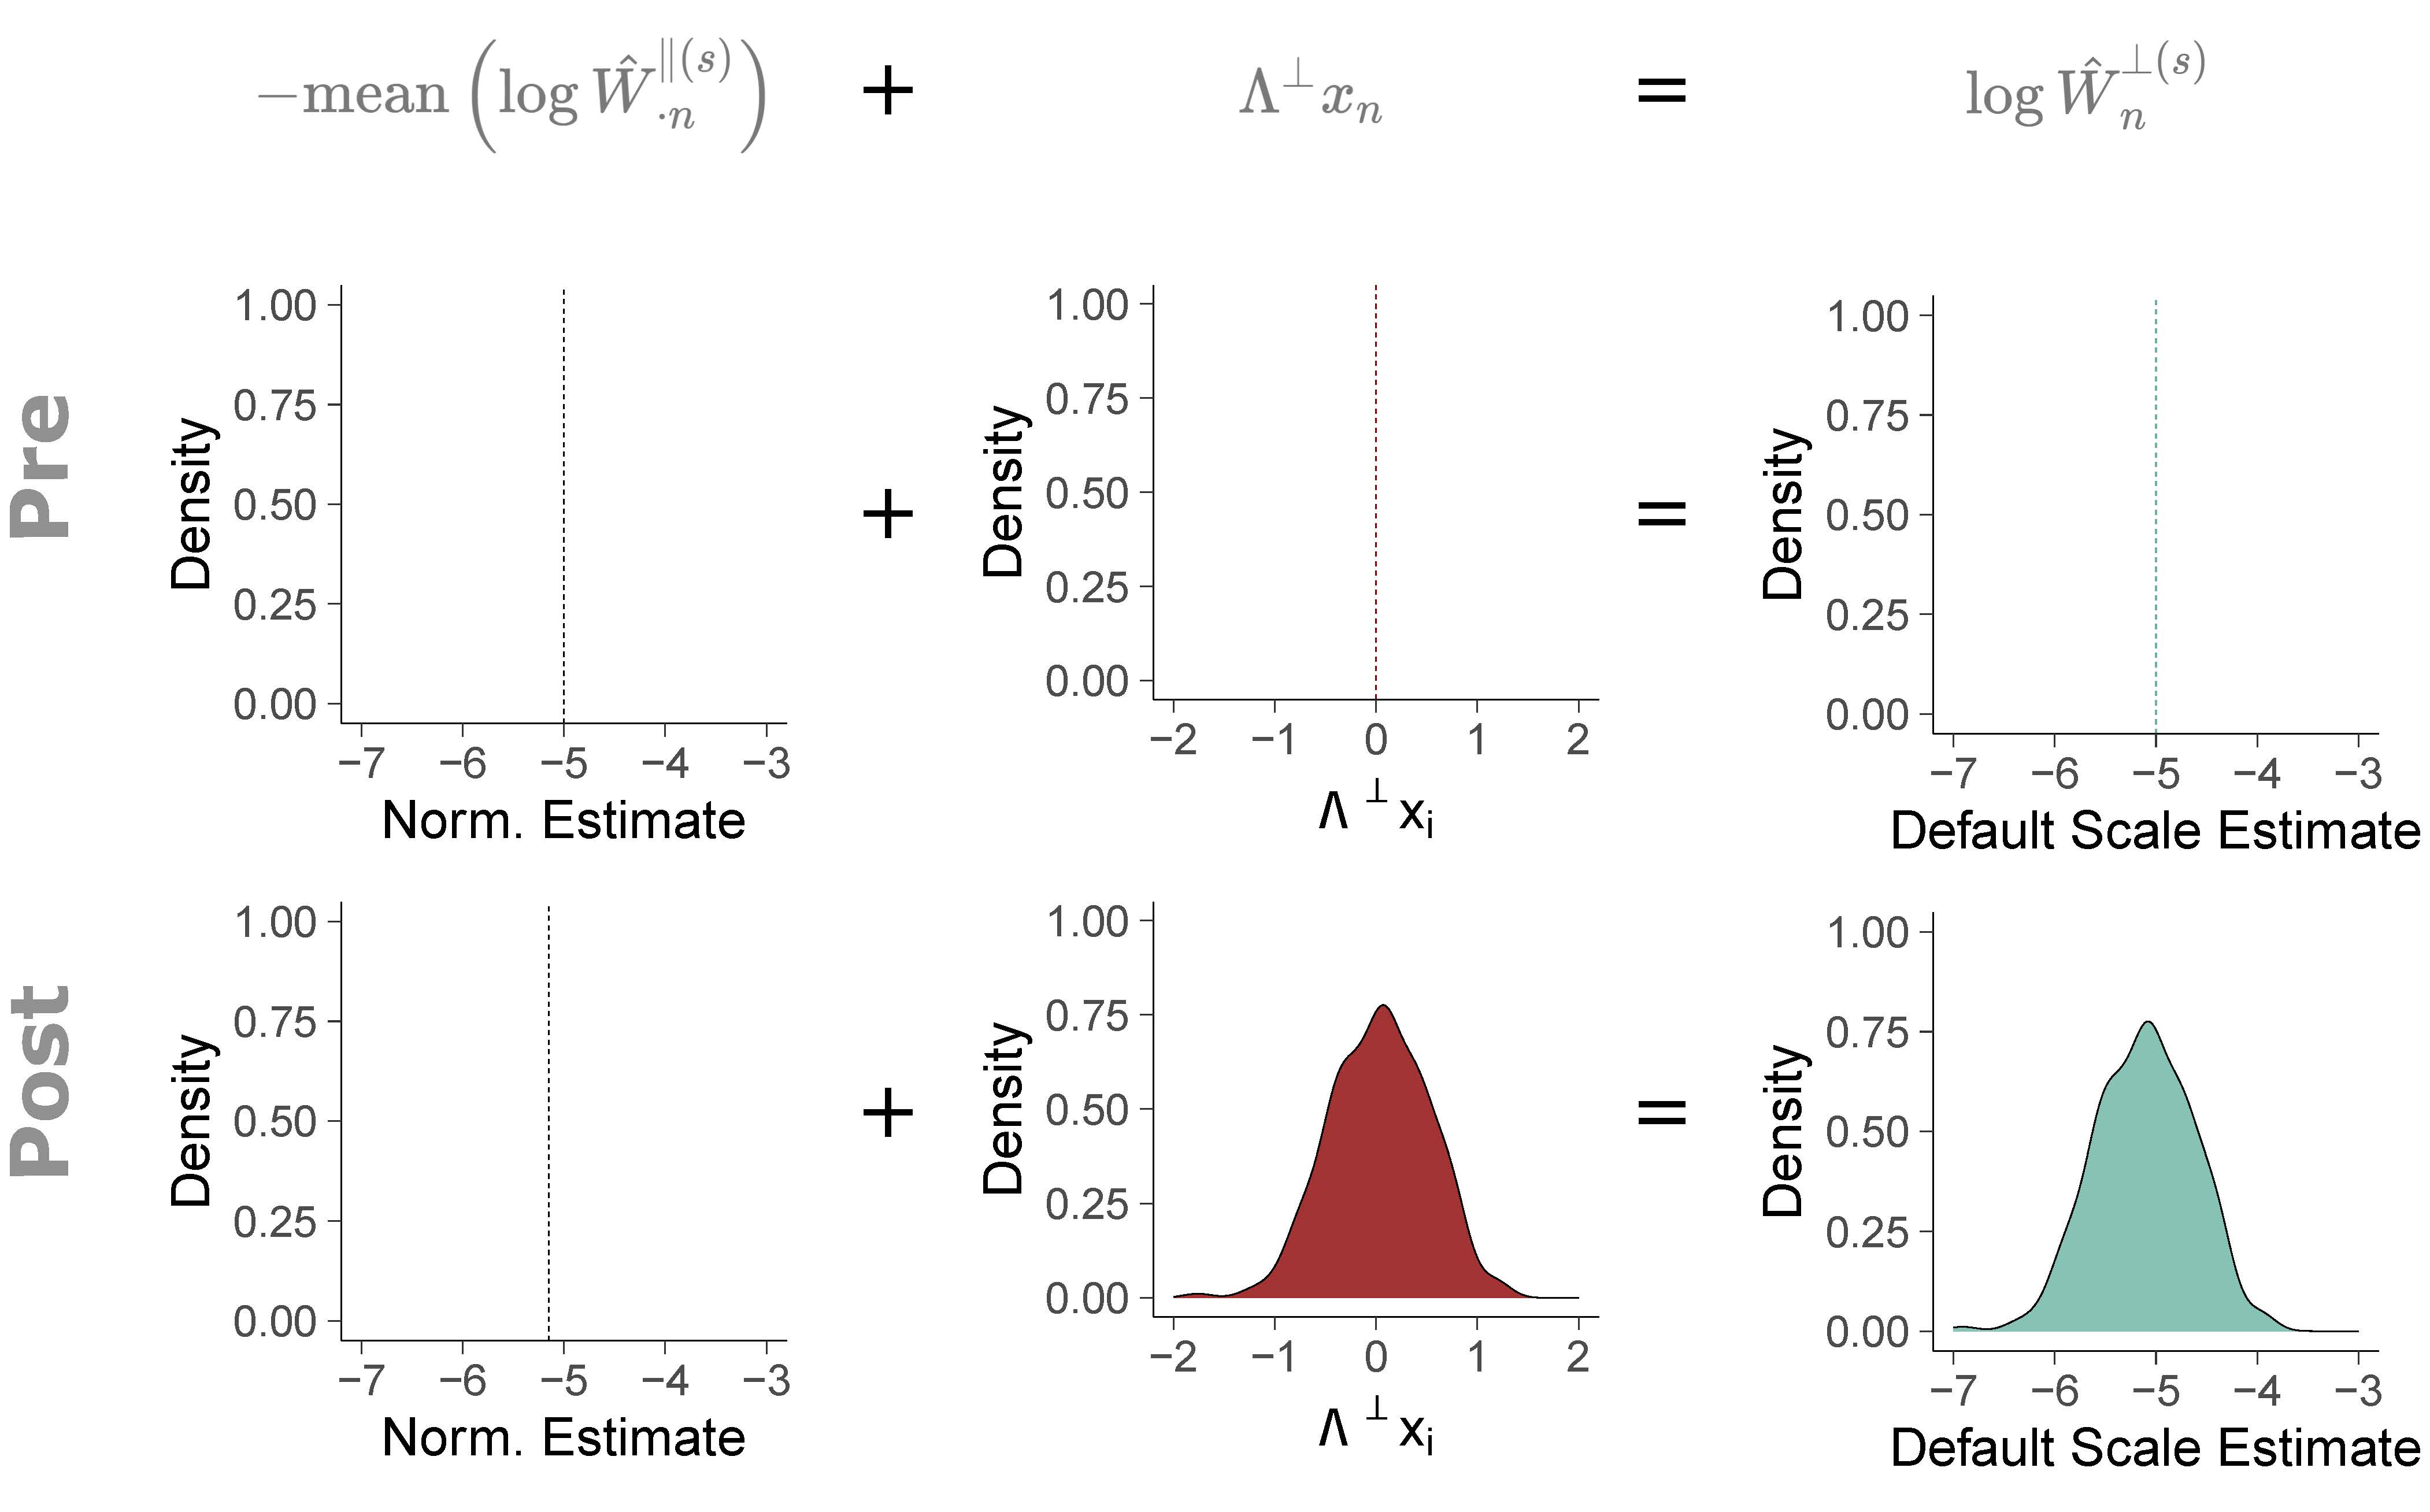 −mean (log Ŵ_{·n}^{∥(s)}) + Λ^⊥ x_n = log Ŵ_n^{⊥(s)}
Pre
Density
1.00
0.75
0.50
0.25
0.00
−7 −6 −5 −4 −3
Norm. Estimate
+
Density
1.00
0.75
0.50
0.25
0.00
−2 −1 0 1 2
Λ^⊥ x_i
=
Density
1.00
0.75
0.50
0.25
0.00
−7 −6 −5 −4 −3
Default Scale Estimate
Post
Density
1.00
0.75
0.50
0.25
0.00
−7 −6 −5 −4 −3
Norm. Estimate
+
Density
1.00
0.75
0.50
0.25
0.00
−2 −1 0 1 2
Λ^⊥ x_i
=
Density
1.00
0.75
0.50
0.25
0.00
−7 −6 −5 −4 −3
Default Scale Estimate